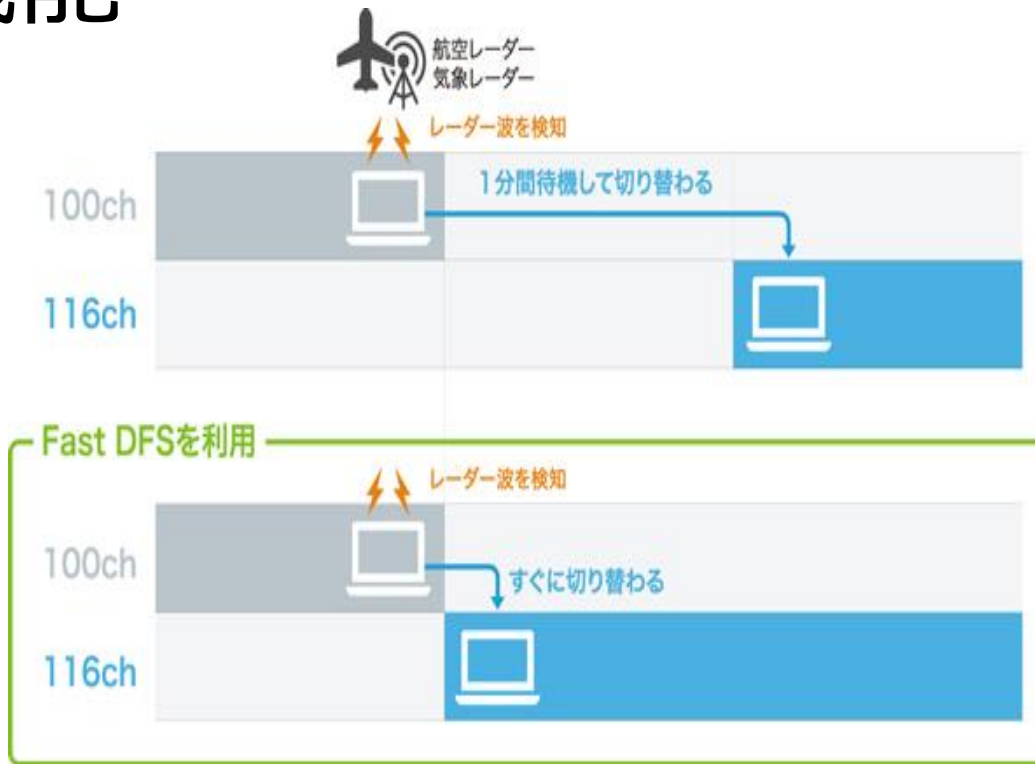 航空レーダー
気象レーダー
レーダー波を検知
1分間待機して切り替わる
100ch
116ch
Fast DFSを利用
レーダー波を検知
100ch
すぐに切り替わる
116ch